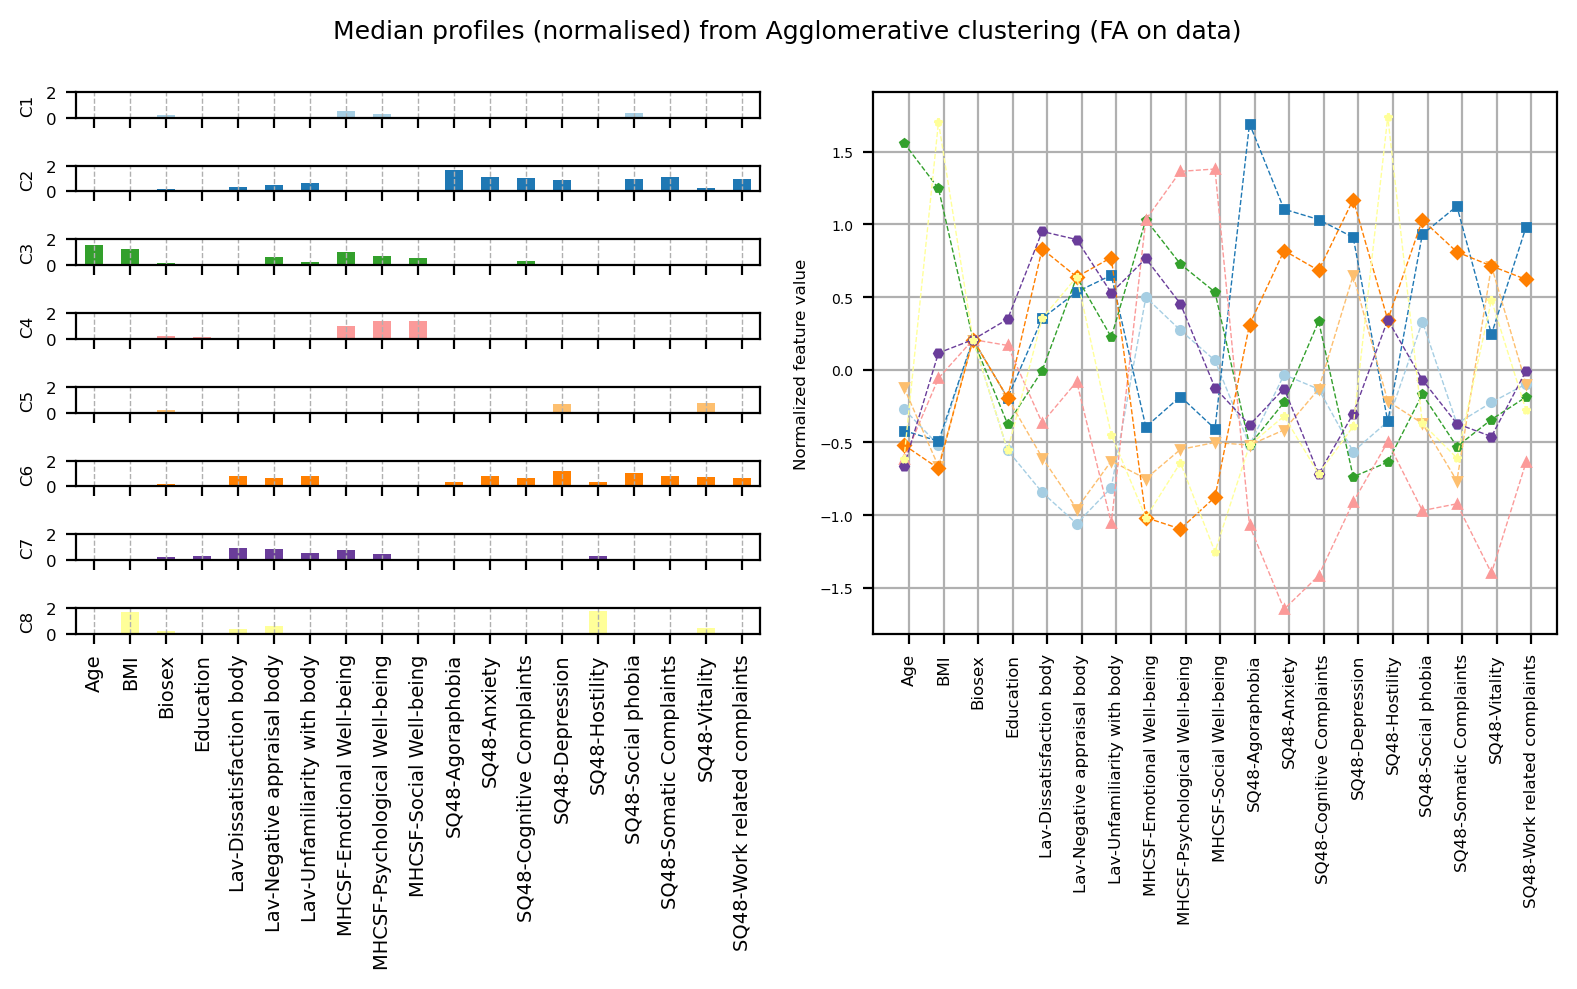 Median profiles (normalised) from Agglomerative clustering (FA on data)
C1
2
0
C2
2
0
C3
2
0
C4
2
0
C5
2
0
C6
2
0
C7
2
0
C8
2
0
Age
BMI
Biosex
Education
Lav-Dissatisfaction body
Lav-Negative appraisal body
Lav-Unfamiliarity with body
MHCSF-Emotional Well-being
MHCSF-Psychological Well-being
MHCSF-Social Well-being
SQ48-Agoraphobia
SQ48-Anxiety
SQ48-Cognitive Complaints
SQ48-Depression
SQ48-Hostility
SQ48-Social phobia
SQ48-Somatic Complaints
SQ48-Vitality
SQ48-Work related complaints
Normalized feature value
1.5
1.0
0.5
0.0
−0.5
−1.0
−1.5
Age
BMI
Biosex
Education
Lav-Dissatisfaction body
Lav-Negative appraisal body
Lav-Unfamiliarity with body
MHCSF-Emotional Well-being
MHCSF-Psychological Well-being
MHCSF-Social Well-being
SQ48-Agoraphobia
SQ48-Anxiety
SQ48-Cognitive Complaints
SQ48-Depression
SQ48-Hostility
SQ48-Social phobia
SQ48-Somatic Complaints
SQ48-Vitality
SQ48-Work related complaints